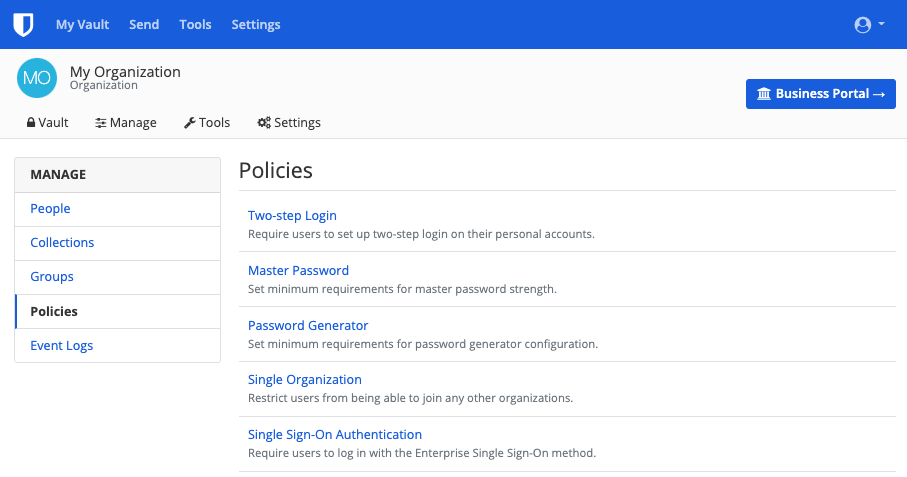 My Vault Send Tools Settings
MO
My Organization
Organization
Business Portal →
Vault Manage Tools Settings
MANAGE
People
Collections
Groups
Policies
Event Logs
Policies
Two-step Login
Require users to set up two-step login on their personal accounts.
Master Password
Set minimum requirements for master password strength.
Password Generator
Set minimum requirements for password generator configuration.
Single Organization
Restrict users from being able to join any other organizations.
Single Sign-On Authentication
Require users to log in with the Enterprise Single Sign-On method.